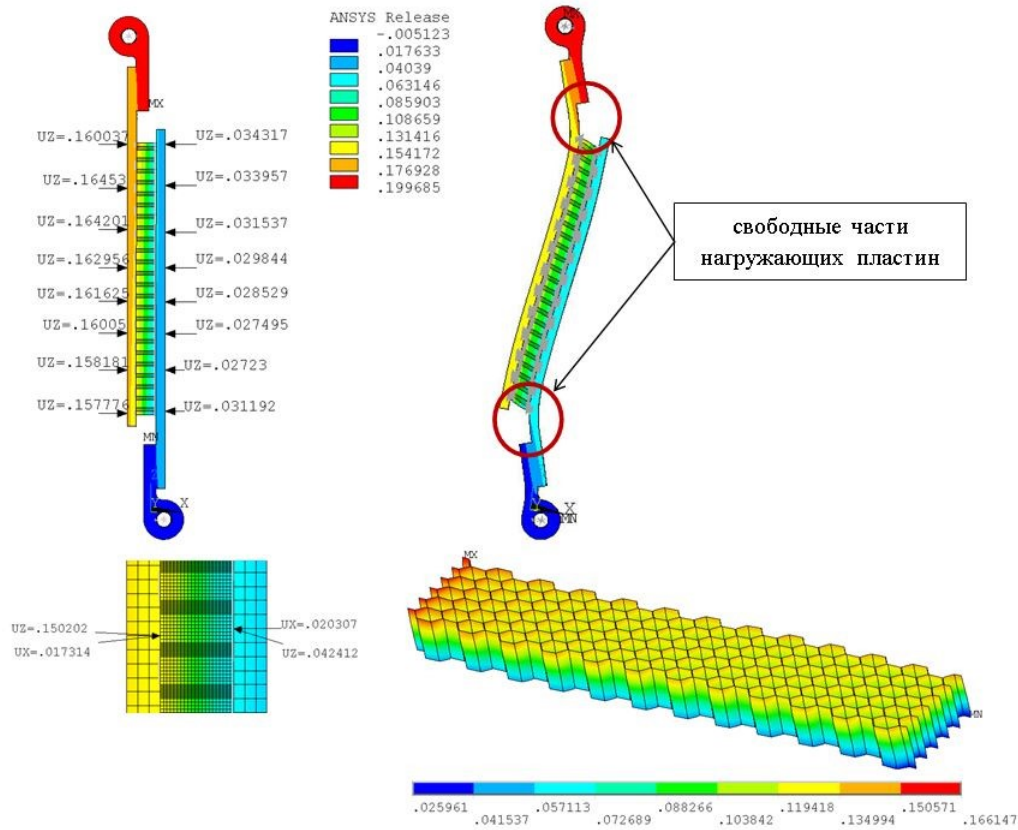 ANSYS Release
-.005123
.017633
.04039
.063146
.085903
.108659
.131416
.154172
.176928
.199685
MX
UZ=.160037
UZ=.034317
UZ=.16453
UZ=.033957
UZ=.164201
UZ=.031537
UZ=.162956
UZ=.029844
UZ=.161625
UZ=.028529
UZ=.16005
UZ=.027495
UZ=.158181
UZ=.02723
UZ=.157776
UZ=.031192
MN
Y
X
MX
свободные части
нагружающих пластин
Y
X
MN
UZ=.150202
UX=.017314
UX=.020307
UZ=.042412
MX
MN
.025961
.057113
.088266
.119418
.150571
.041537
.072689
.103842
.134994
.166147